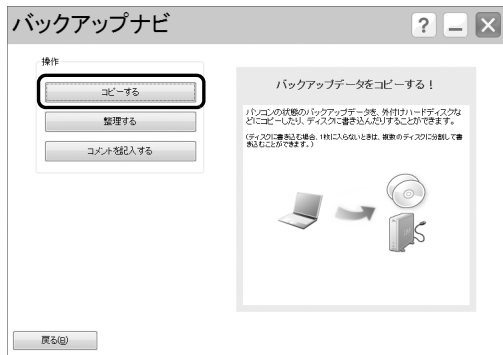 バックアップナビ
? － ×
操作
コピーする
整理する
コメントを記入する
バックアップデータをコピーする！
パソコンの状態のバックアップデータを、外付けハードディスクな
どにコピーしたり、ディスクに書き込んだりすることができます。
(ディスクに書き込む場合、1枚に入らないときは、複数のディスクに分割して書
き込むことができます。)
戻る(B)